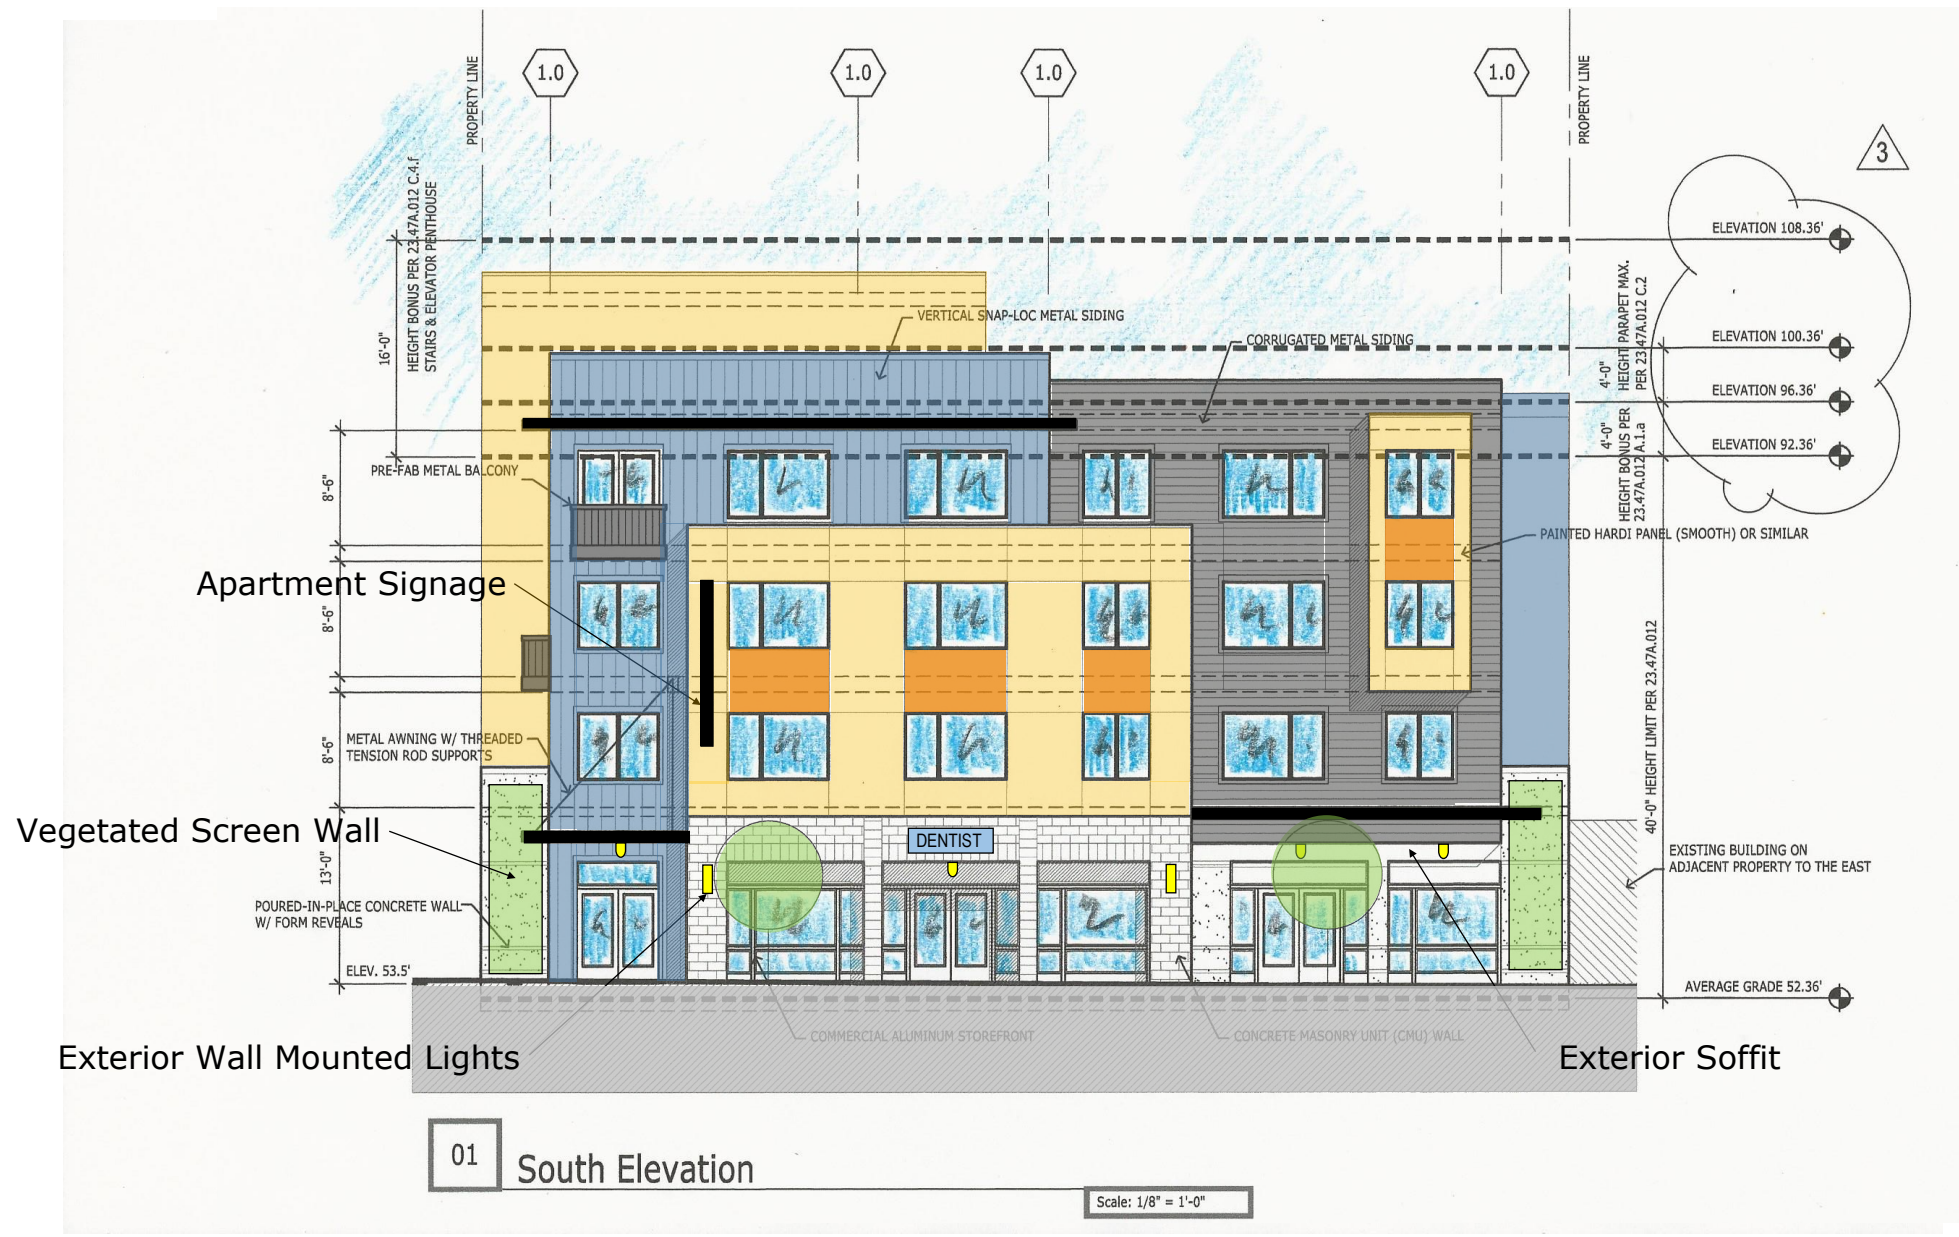 1.0
1.0
1.0
1.0
PROPERTY LINE
PROPERTY LINE
3
ELEVATION 108.36'
HEIGHT BONUS PER 23.47A.012 C.4.f
STAIRS & ELEVATOR PENTHOUSE
16'-0"
VERTICAL SNAP-LOC METAL SIDING
CORRUGATED METAL SIDING
4'-0"
HEIGHT PARAPET MAX.
PER 23.47A.012 C.2
ELEVATION 100.36'
ELEVATION 96.36'
4'-0"
HEIGHT BONUS PER
23.47A.012 A.1.a
ELEVATION 92.36'
PRE-FAB METAL BALCONY
8'-6"
PAINTED HARDI PANEL (SMOOTH) OR SIMILAR
Apartment Signage
8'-6"
METAL AWNING W/ THREADED
TENSION ROD SUPPORTS
8'-6"
40'-0" HEIGHT LIMIT PER 23.47A.012
Vegetated Screen Wall
DENTIST
13'-0"
EXISTING BUILDING ON
ADJACENT PROPERTY TO THE EAST
POURED-IN-PLACE CONCRETE WALL
W/ FORM REVEALS
ELEV. 53.5'
AVERAGE GRADE 52.36'
COMMERCIAL ALUMINUM STOREFRONT
CONCRETE MASONRY UNIT (CMU) WALL
Exterior Wall Mounted Lights
Exterior Soffit
01
South Elevation
Scale: 1/8" = 1'-0"